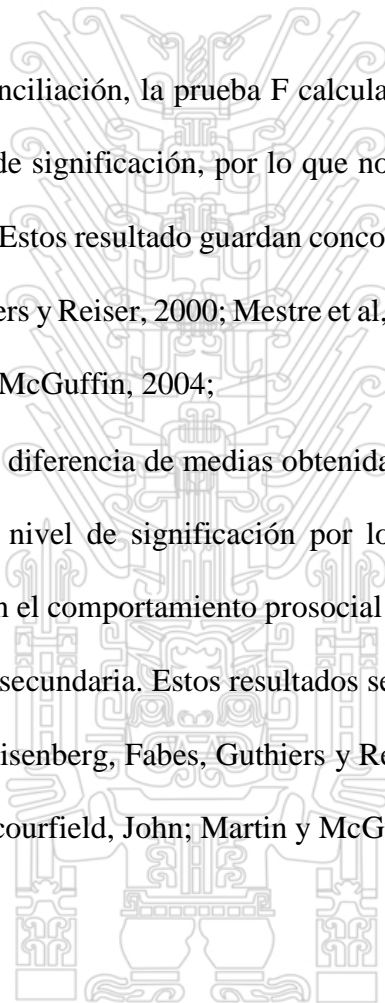 nciliación, la prueba F calcula
de significación, por lo que no
Estos resultado guardan conco
ers y Reiser, 2000; Mestre et al,
McGuffin, 2004;
diferencia de medias obtenida
nivel de significación por lo
n el comportamiento prosocial
secundaria. Estos resultados se
isenberg, Fabes, Guthiers y Re
courfield, John; Martin y McG